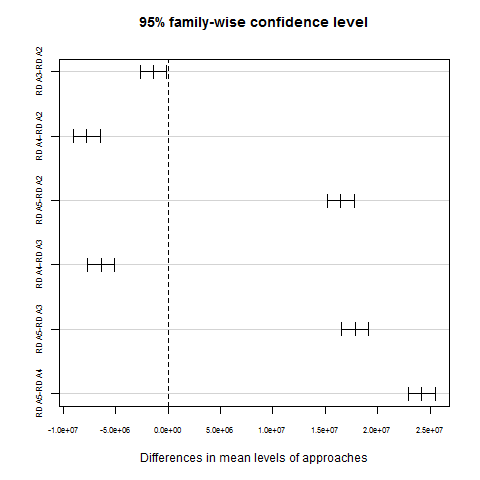 95% family-wise confidence level
RD A3-RD A2
RD A4-RD A2
RD A5-RD A2
RD A4-RD A3
RD A5-RD A3
RD A5-RD A4
-1.0e+07 -5.0e+06 0.0e+00 5.0e+06 1.0e+07 1.5e+07 2.0e+07 2.5e+07
Differences in mean levels of approaches